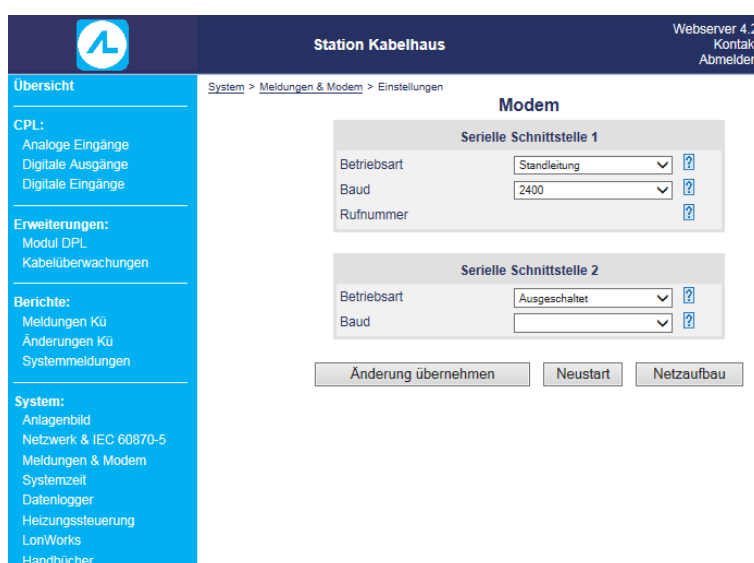 Station Kabelhaus
Webserver 4.2
Kontak
Abmelden
Übersicht
CPL:
Analoge Eingänge
Digitale Ausgänge
Digitale Eingänge
Erweiterungen:
Modul DPL
Kabelüberwachungen
Berichte:
Meldungen Kü
Änderungen Kü
Systemmeldungen
System:
Anlagenbild
Netzwerk & IEC 60870-5
Meldungen & Modem
Systemzeit
Datenlogger
Heizungssteuerung
LonWorks
Handbücher
System > Meldungen & Modem > Einstellungen
Modem
Serielle Schnittstelle 1
Betriebsart Standleitung ?
Baud 2400 ?
Rufnummer ?
Serielle Schnittstelle 2
Betriebsart Ausgeschaltet ?
Baud ?
Änderung übernehmen Neustart Netzaufbau